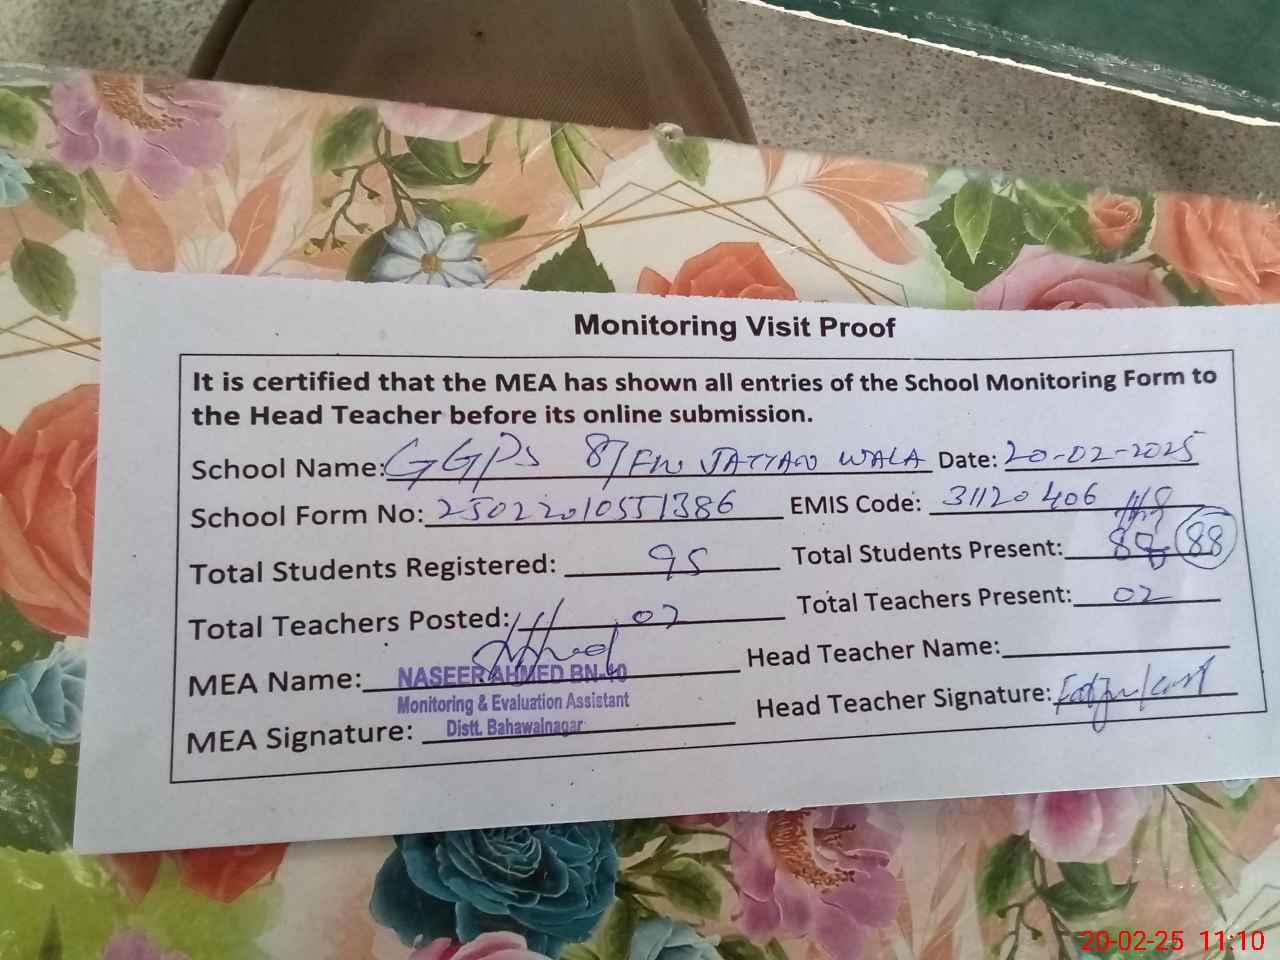 Monitoring Visit Proof
It is certified that the MEA has shown all entries of the School Monitoring Form to
the Head Teacher before its online submission.
School Name: GGPS 87/FW JATTAN WALA Date: 20-02-2025
School Form No: 25022010551386 EMIS Code: 31120406
Total Students Registered: 95 Total Students Present: 88
Total Teachers Posted: 02 Total Teachers Present: 02
MEA Name: NASEER AHMED BN-10 Head Teacher Name:
Monitoring & Evaluation Assistant
MEA Signature: Distt. Bahawalnagar Head Teacher Signature:
20-02-25 11:10